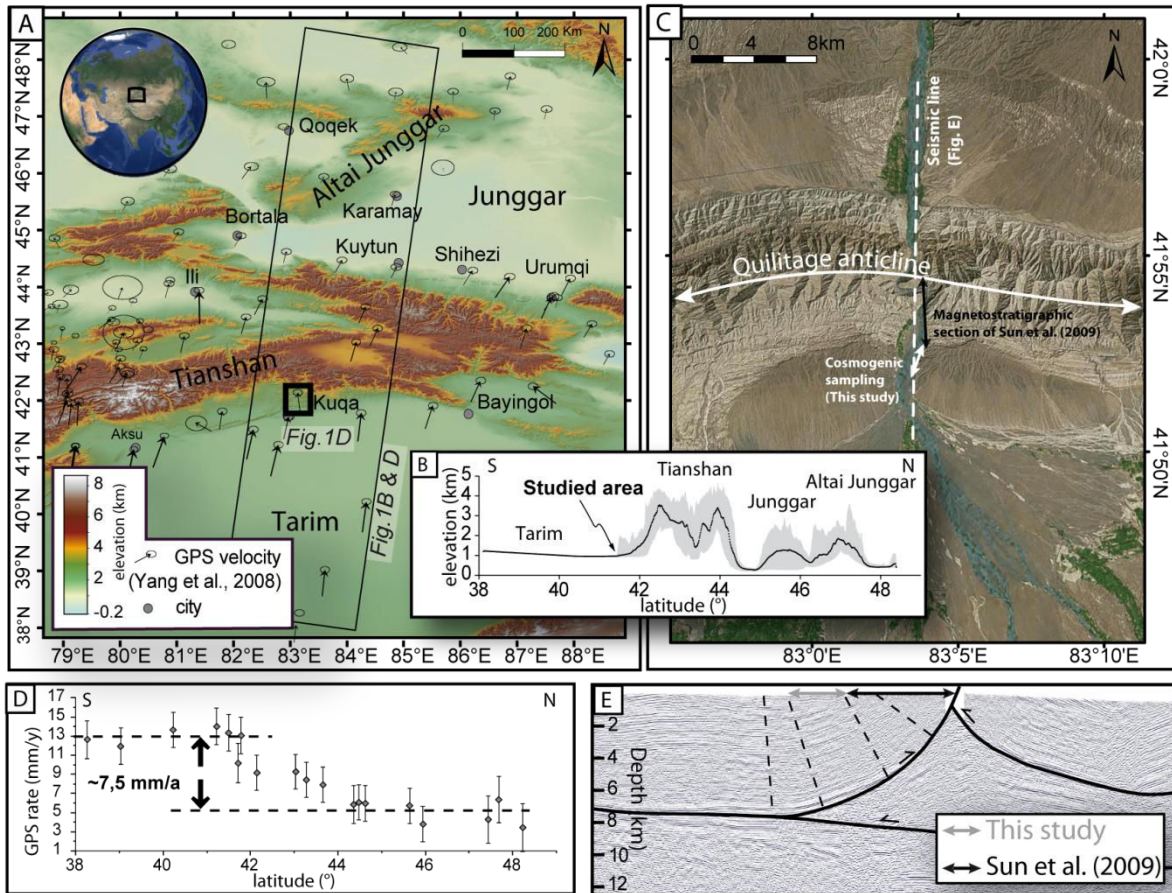 A
0 100 200 Km
N
48°N
47°N
46°N
45°N
44°N
43°N
42°N
41°N
40°N
39°N
38°N
Qoqek
Altai Junggar
Junggar
Bortala
Karamay
Kuytun
Shihezi
Urumqi
Ili
Tianshan
Kuqa
Bayingol
Fig.1D
Aksu
Tarim
Fig.1B & D
8
6
4
2
-0.2
elevation (km)
GPS velocity
(Yang et al., 2008)
city
79°E 80°E 81°E 82°E 83°E 84°E 85°E 86°E 87°E 88°E
B
S
N
Tianshan
Altai Junggar
Studied area
Junggar
Tarim
elevation (km)
5
4
3
2
1
0
38 40 42 44 46 48
latitude (°)
C
0 4 8km
N
42°0'N
Seismic line
(Fig. E)
41°55'N
Quilitage anticline
Magnetostratigraphic
section of Sun et al. (2009)
Cosmogenic
sampling
(This study)
41°50'N
83°0'E 83°5'E 83°10'E
D
S
N
GPS rate (mm/y)
17
15
13
11
9
7
5
3
1
~7,5 mm/a
38 40 42 44 46 48
latitude (°)
E
2
4
6
8
10
12
Depth (km)
This study
Sun et al. (2009)